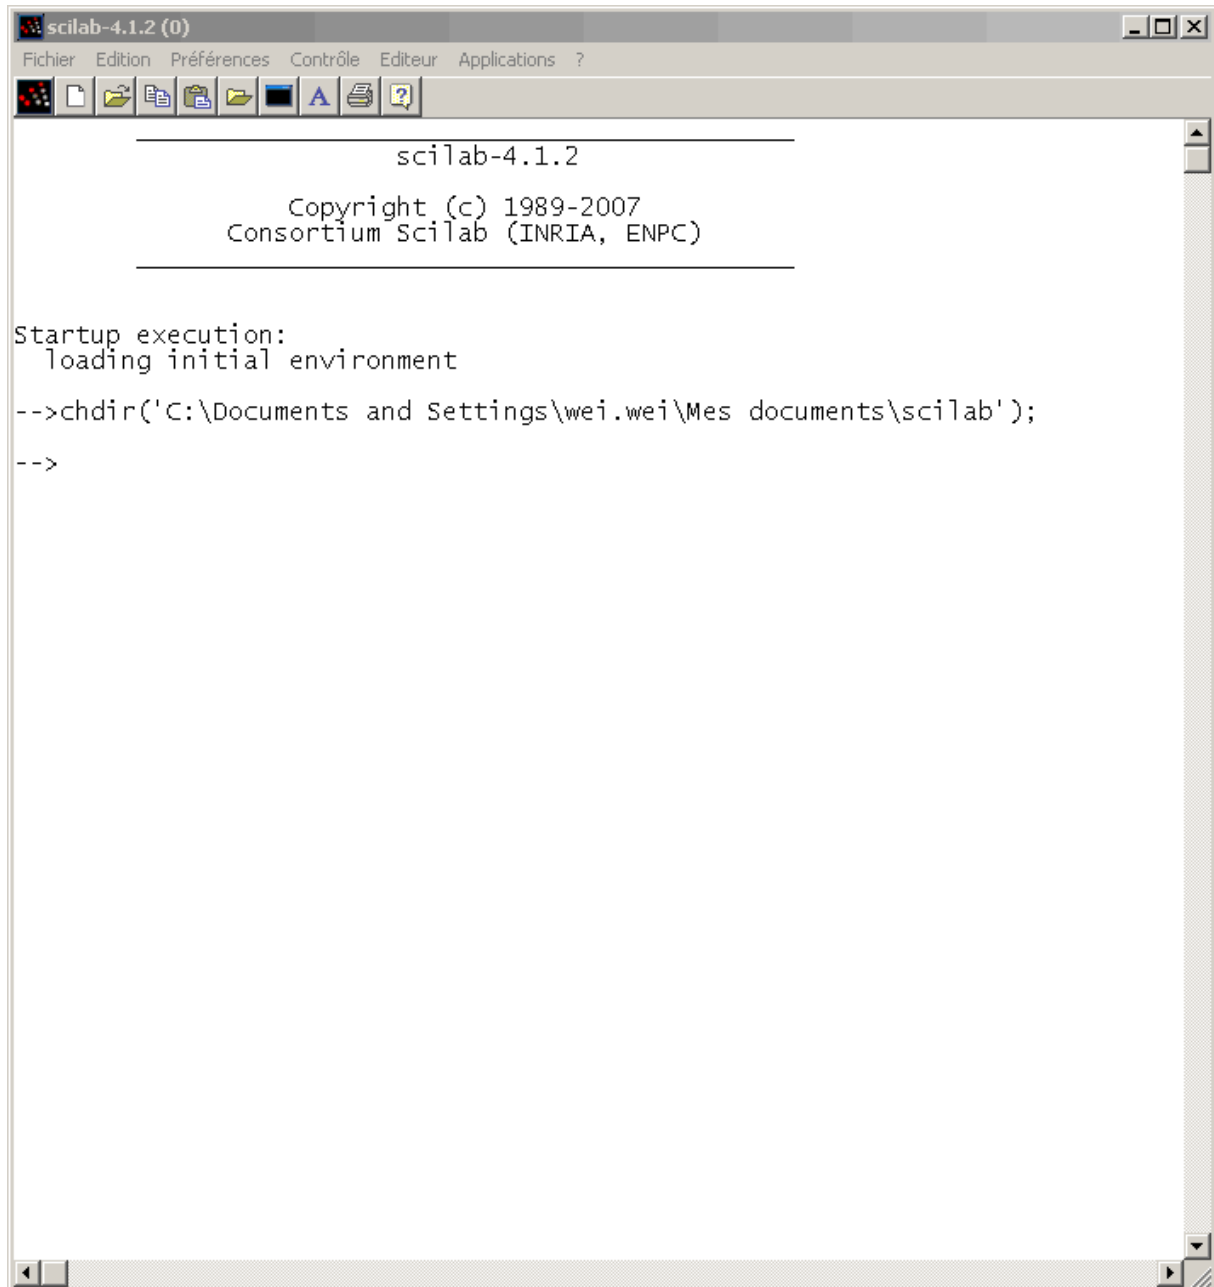 scilab-4.1.2 (0)
Fichier Edition Préférences Contrôle Editeur Applications ?
scilab-4.1.2
Copyright (c) 1989-2007
Consortium Scilab (INRIA, ENPC)
Startup execution:
loading initial environment
-->chdir('C:\Documents and Settings\wei.wei\Mes documents\scilab');
-->